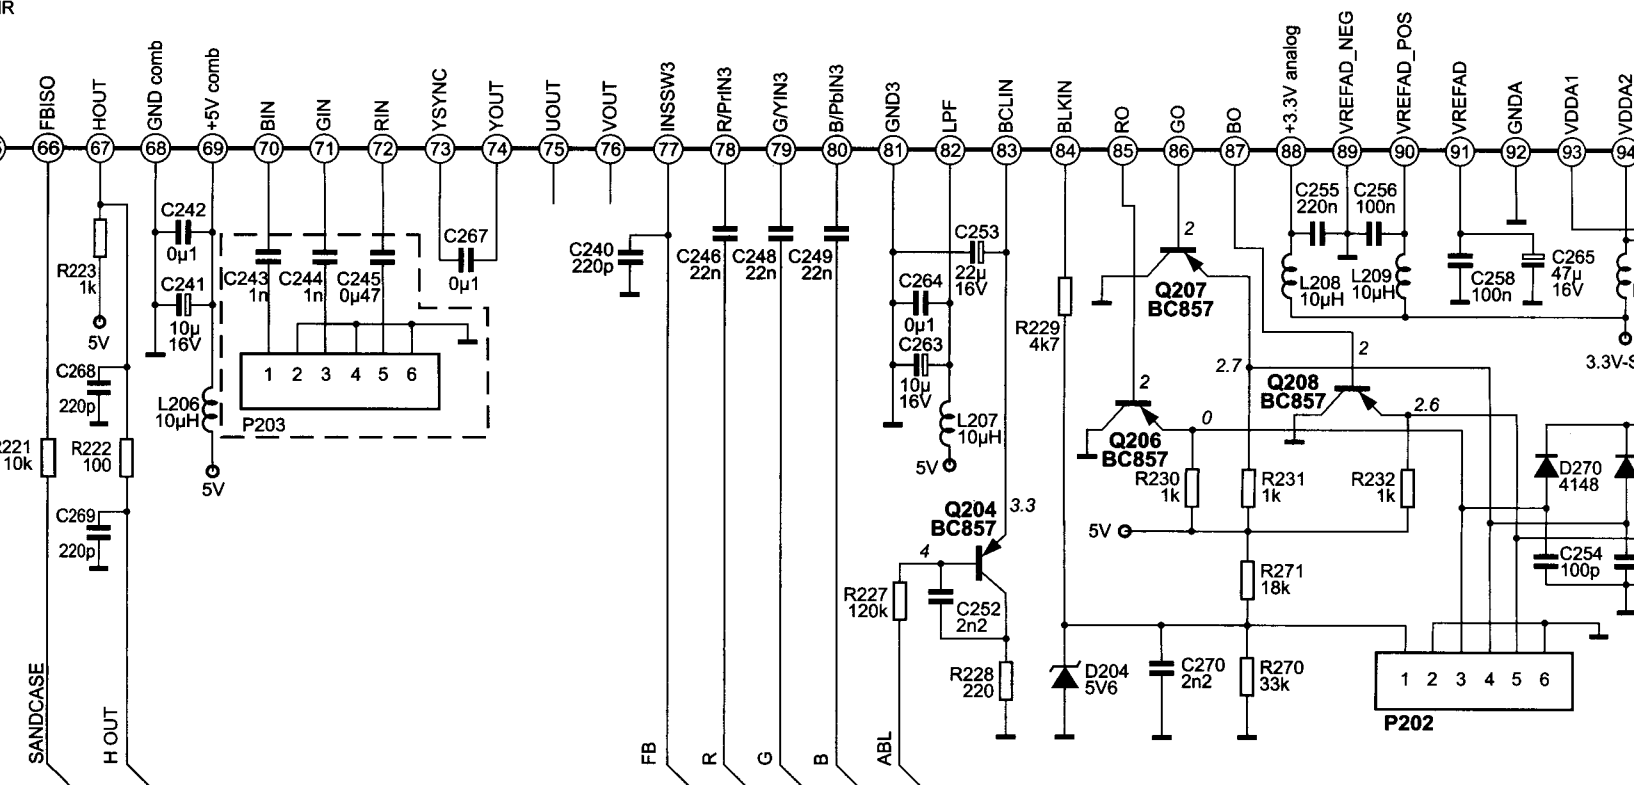 IR
FBISO
HOUT
GND comb
+5V comb
BIN
GIN
RIN
YSYNC
YOUT
UOUT
VOUT
INSSW3
R/PrIN3
G/YIN3
B/PbIN3
GND3
LPF
BCLIN
BLKIN
RO
GO
BO
+3.3V analog
VREFAD_NEG
VREFAD_POS
VREFAD
GNDA
VDDA1
VDDA2
66
67
68
69
70
71
72
73
74
75
76
77
78
79
80
81
82
83
84
85
86
87
88
89
90
91
92
93
94
R223
1k
5V
C242
0µ1
C241
10µ
16V
C243
1n
C244
1n
C245
0µ47
C267
0µ1
C240
220p
C246
22n
C248
22n
C249
22n
C253
22µ
16V
C264
0µ1
C263
10µ
16V
L207
10µH
5V
R229
4k7
2
Q207
BC857
C255
220n
C256
100n
L208
10µH
L209
10µH
C258
100n
C265
47µ
16V
3.3V-S
C268
220p
L206
10µH
5V
1 2 3 4 5 6
P203
R221
10k
R222
100
C269
220p
2.7
2
Q206
BC857
0
2
Q208
BC857
2.6
R230
1k
R231
1k
R232
1k
5V
D270
4148
C254
100p
Q204
BC857
3.3
4
R227
120k
C252
2n2
R228
220
R271
18k
D204
5V6
C270
2n2
R270
33k
1 2 3 4 5 6
P202
SANDCASE
H OUT
FB
R
G
B
ABL